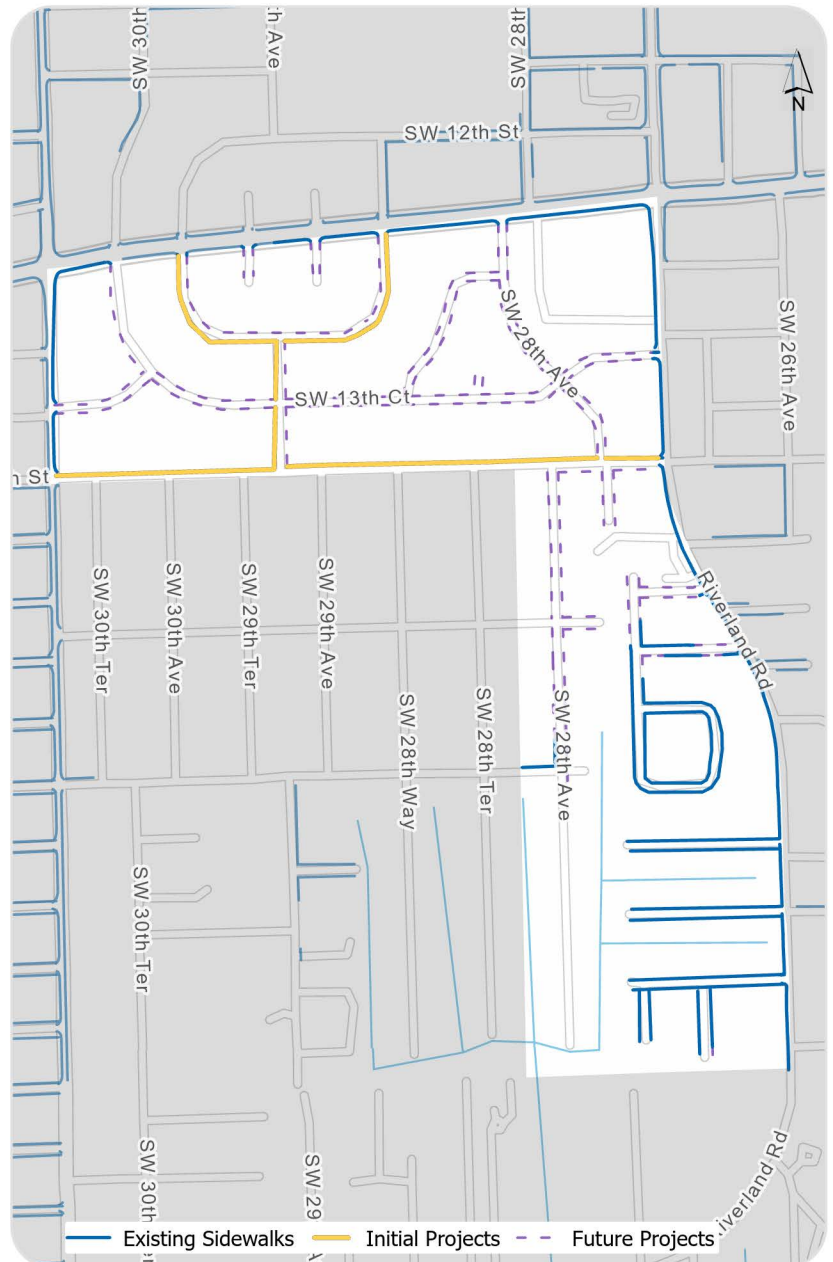 SW 30th
h Ave
SW 28th
N
SW 12th St
SW 28th Ave
SW 26th Ave
SW 13th Ct
h St
Riverland Rd
SW 30th Ter
SW 30th Ave
SW 29th Ter
SW 29th Ave
SW 28th Way
SW 28th Ter
SW 28th Ave
SW 30th Ter
SW 30th
SW 29
Riverland Rd
Existing Sidewalks
Initial Projects
Future Projects